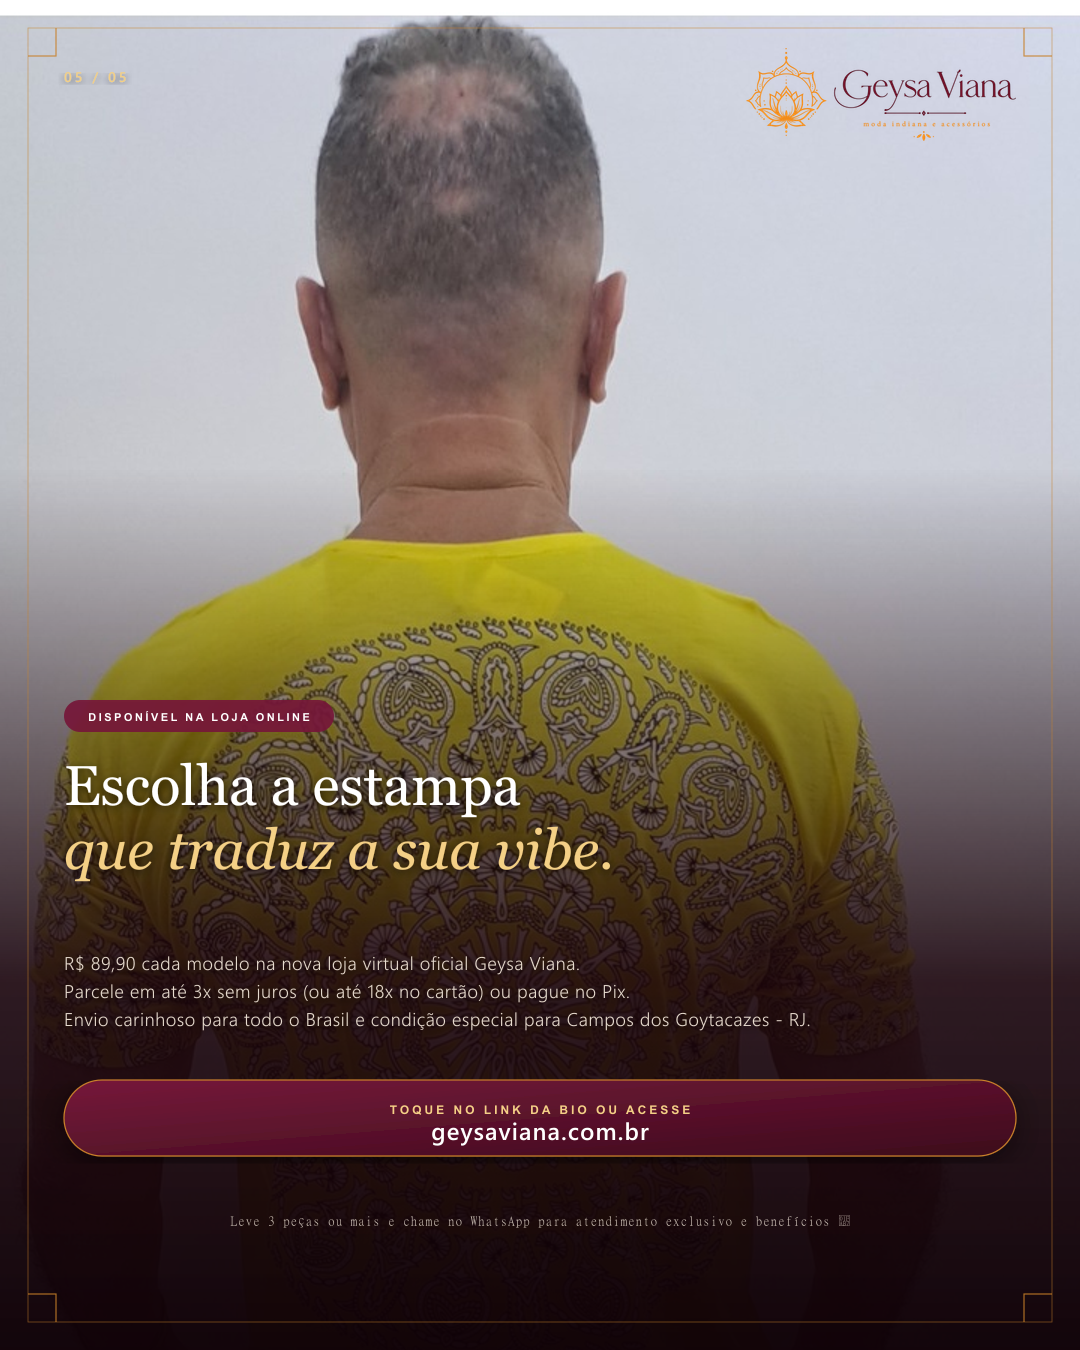 05 / 05
Geysa Viana
moda indiana e acessórios
DISPONÍVEL NA LOJA ONLINE
Escolha a estampa
que traduz a sua vibe.
R$ 89,90 cada modelo na nova loja virtual oficial Geysa Viana.
Parcele em até 3x sem juros (ou até 18x no cartão) ou pague no Pix.
Envio carinhoso para todo o Brasil e condição especial para Campos dos Goytacazes - RJ.
TOQUE NO LINK DA BIO OU ACESSE
geysaviana.com.br
Leve 3 peças ou mais e chame no WhatsApp para atendimento exclusivo e benefícios